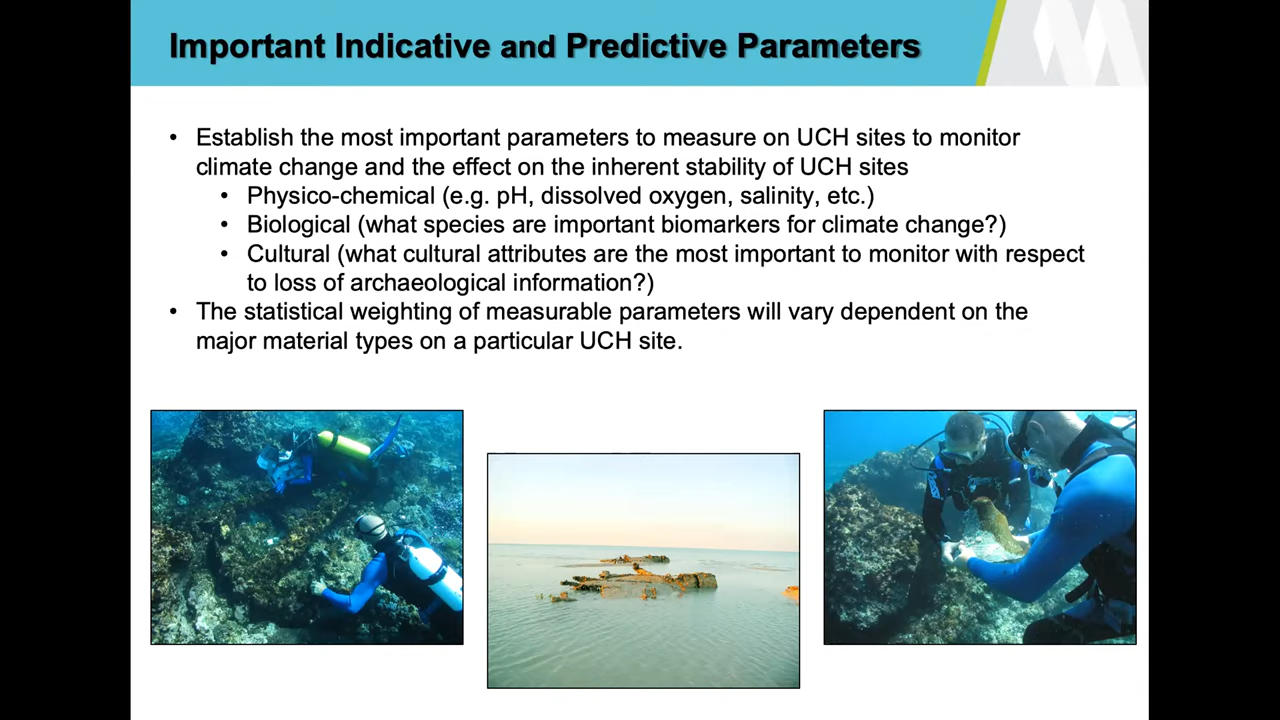 Important Indicative and Predictive Parameters
• Establish the most important parameters to measure on UCH sites to monitor
climate change and the effect on the inherent stability of UCH sites
• Physico-chemical (e.g. pH, dissolved oxygen, salinity, etc.)
• Biological (what species are important biomarkers for climate change?)
• Cultural (what cultural attributes are the most important to monitor with respect
to loss of archaeological information?)
• The statistical weighting of measurable parameters will vary dependent on the
major material types on a particular UCH site.